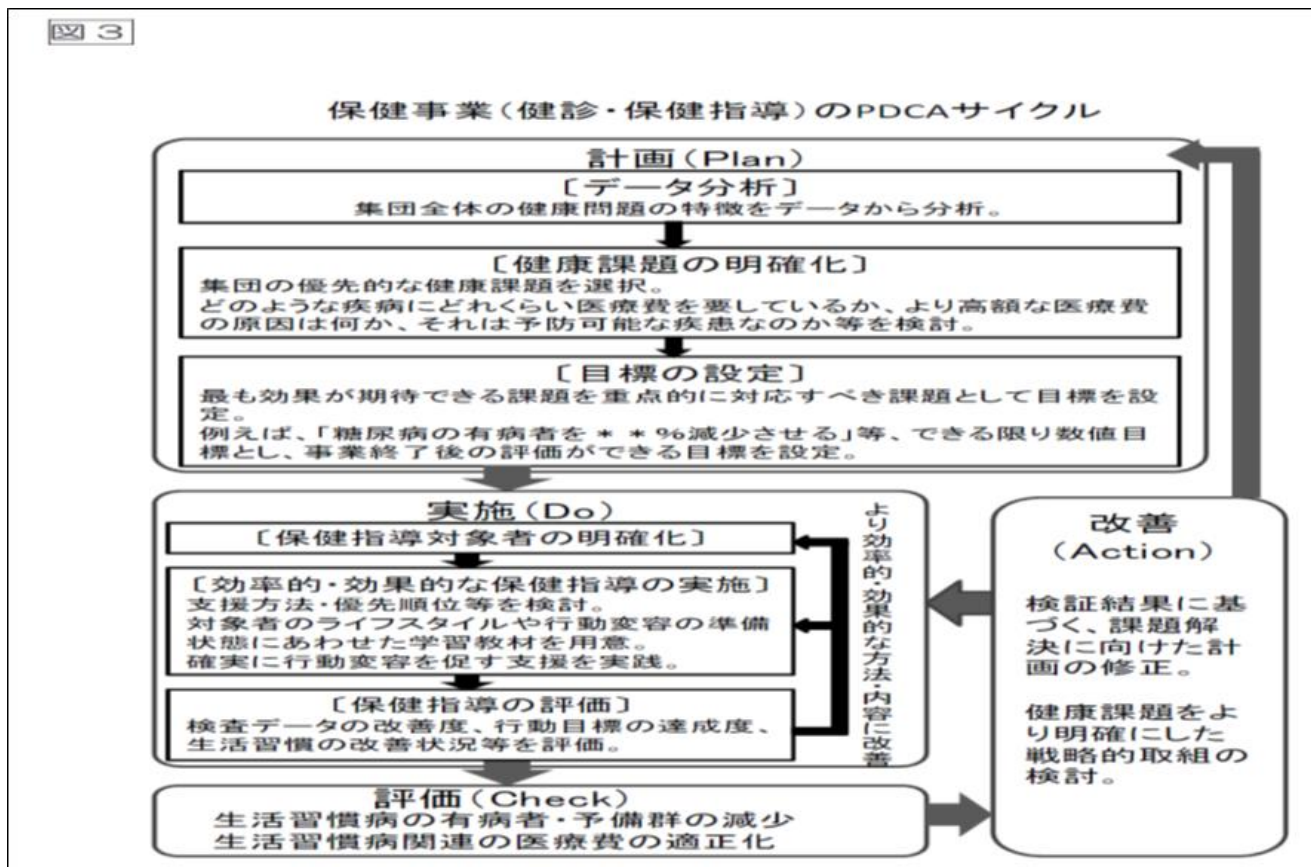 図 3
保健事業(健診・保健指導)のPDCAサイクル
計画(Plan)
[データ分析]
集団全体の健康問題の特徴をデータから分析。
[健康課題の明確化]
集団の優先的な健康課題を選択。
どのような疾病にどれくらい医療費を要しているか、より高額な医療費
の原因は何か、それは予防可能な疾患なのか等を検討。
[目標の設定]
最も効果が期待できる課題を重点的に対応すべき課題として目標を設
定。
例えば、「糖尿病の有病者を**%減少させる」等、できる限り数値目
標とし、事業終了後の評価ができる目標を設定。
実施(Do)
[保健指導対象者の明確化]
[効率的・効果的な保健指導の実施]
支援方法・優先順位等を検討。
対象者のライフスタイルや行動変容の準備
状態にあわせた学習教材を用意。
確実に行動変容を促す支援を実践。
[保健指導の評価]
検査データの改善度、行動目標の達成度、
生活習慣の改善状況等を評価。
より効率的・効果的な方法・内容に改善
評価(Check)
生活習慣病の有病者・予備群の減少
生活習慣病関連の医療費の適正化
改善
(Action)
検証結果に基
づく、課題解
決に向けた計
画の修正。
健康課題をよ
り明確にした
戦略的取組の
検討。